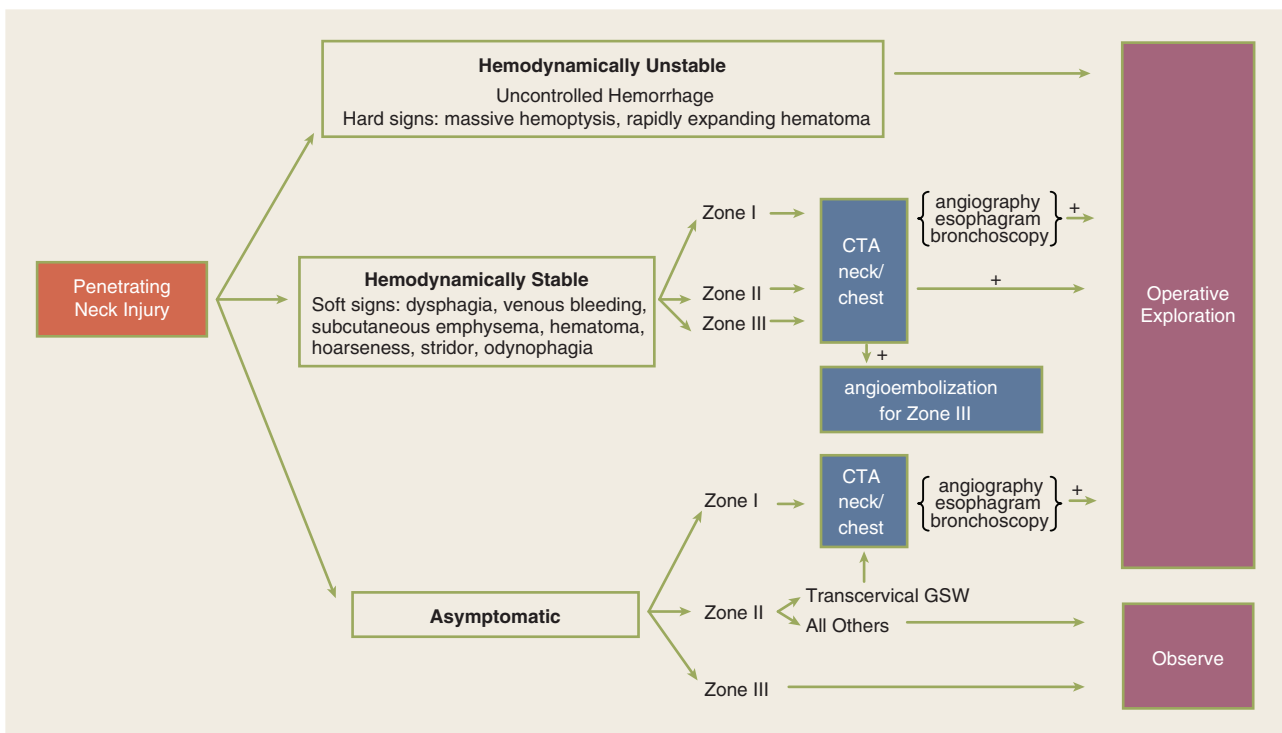 Penetrating
Neck Injury
Hemodynamically Unstable
Uncontrolled Hemorrhage
Hard signs: massive hemoptysis, rapidly expanding hematoma
Hemodynamically Stable
Soft signs: dysphagia, venous bleeding,
subcutaneous emphysema, hematoma,
hoarseness, stridor, odynophagia
Zone I
Zone II
Zone III
CTA
neck/
chest
angiography
esophagram
bronchoscopy
+
+
+
angioembolization
for Zone III
Operative
Exploration
Asymptomatic
Zone I
Zone II
Zone III
CTA
neck/
chest
angiography
esophagram
bronchoscopy
+
Transcervical GSW
All Others
Observe